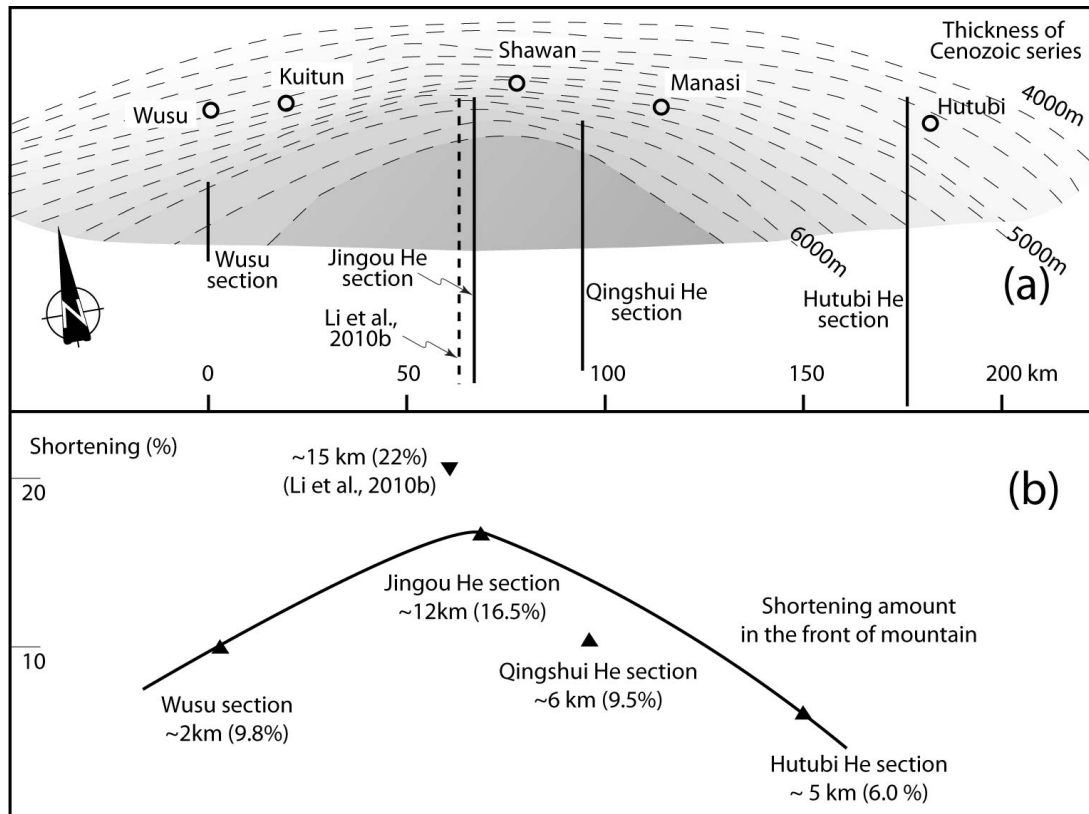 Thickness of
Cenozoic series
Shawan
Kuitun
Wusu
Manasi
Hutubi
4000m
5000m
6000m
Wusu
section
Jingou He
section
Li et al.,
2010b
Qingshui He
section
Hutubi He
section
(a)
N
0
50
100
150
200 km
Shortening (%)
(b)
20
10
~15 km (22%)
(Li et al., 2010b)
Jingou He section
~12km (16.5%)
Shortening amount
in the front of mountain
Qingshui He section
~6 km (9.5%)
Wusu section
~2km (9.8%)
Hutubi He section
~ 5 km (6.0 %)